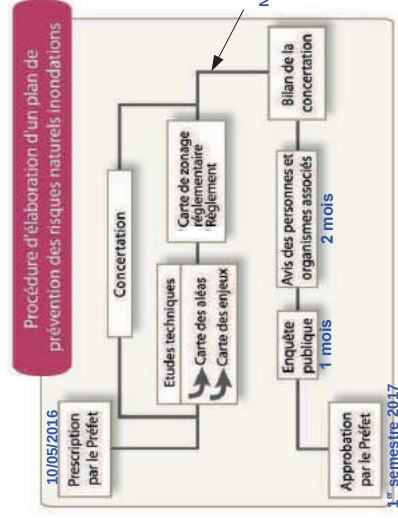 Procédure d'élaboration d'un plan de
prévention des risques naturels inondations
10/05/2016
Prescription
par le Préfet
Concertation
Etudes techniques
Carte des aléas
Carte des enjeux
Carte de zonage
réglementaire
Règlement
Bilan de la
concertation
Avis des personnes et
organismes associés
2 mois
Enquête
publique
1 mois
Approbation
par le Préfet
1er semestre 2017